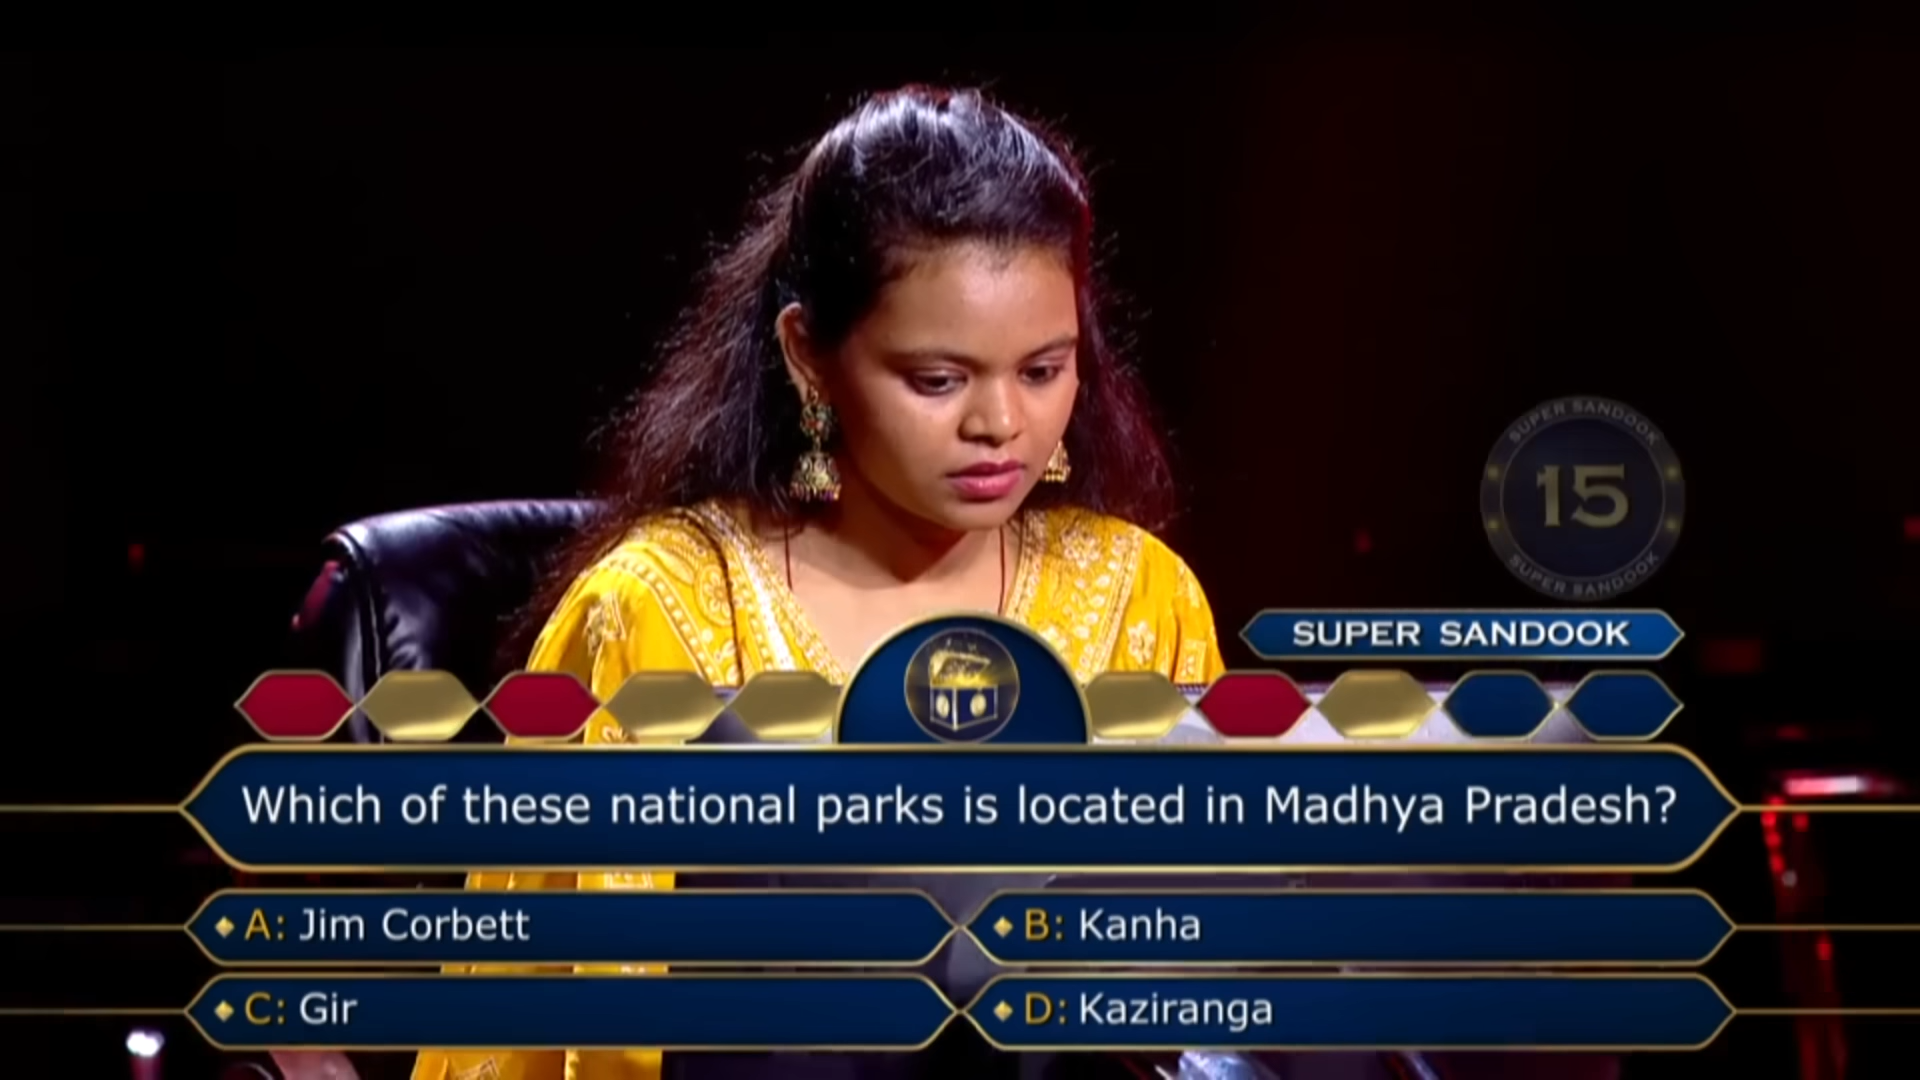 SUPER SANDOOK
15
SUPER SANDOOK
SUPER SANDOOK
Which of these national parks is located in Madhya Pradesh?
A: Jim Corbett
B: Kanha
C: Gir
D: Kaziranga